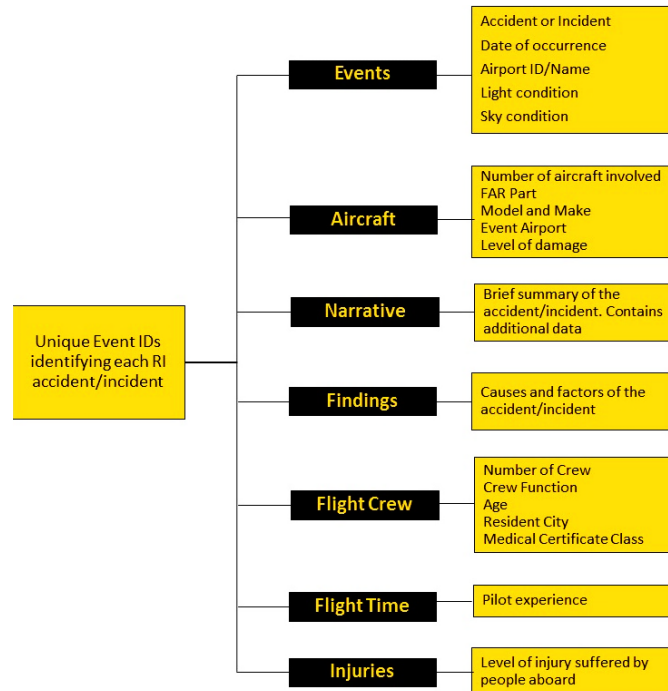 Events
Accident or Incident
Date of occurrence
Airport ID/Name
Light condition
Sky condition
Aircraft
Number of aircraft involved
FAR Part
Model and Make
Event Airport
Level of damage
Unique Event IDs
identifying each RI
accident/incident
Narrative
Brief summary of the
accident/incident. Contains
additional data
Findings
Causes and factors of the
accident/incident
Flight Crew
Number of Crew
Crew Function
Age
Resident City
Medical Certificate Class
Flight Time
Pilot experience
Injuries
Level of injury suffered by
people aboard